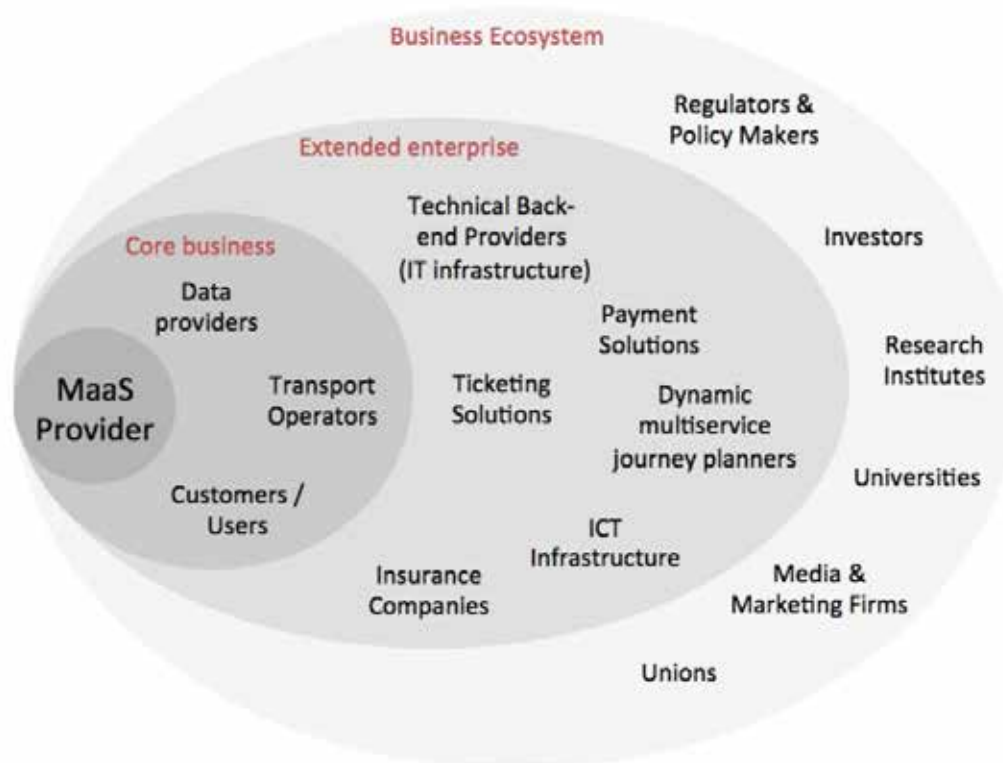 Business Ecosystem
Regulators &
Policy Makers
Extended enterprise
Technical Back-
end Providers
(IT infrastructure)
Investors
Core business
Data
providers
Payment
Solutions
Research
Institutes
MaaS
Provider
Transport
Operators
Ticketing
Solutions
Dynamic
multiservice
journey planners
Universities
Customers /
Users
ICT
Infrastructure
Insurance
Companies
Media &
Marketing Firms
Unions